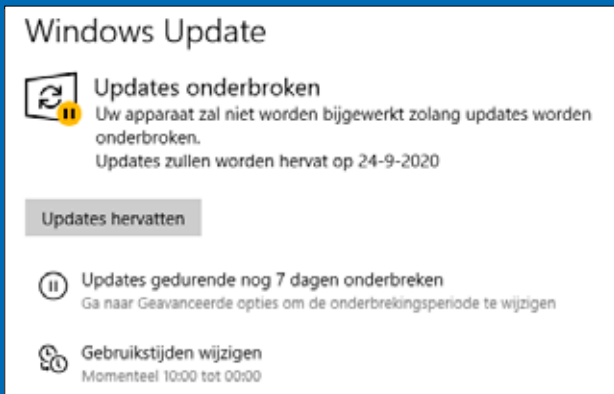 Windows Update
Updates onderbroken
Uw apparaat zal niet worden bijgewerkt zolang updates worden
onderbroken.
Updates zullen worden hervat op 24-9-2020
Updates hervatten
Updates gedurende nog 7 dagen onderbreken
Ga naar Geavanceerde opties om de onderbrekingsperiode te wijzigen
Gebruikstijden wijzigen
Momenteel 10:00 tot 00:00